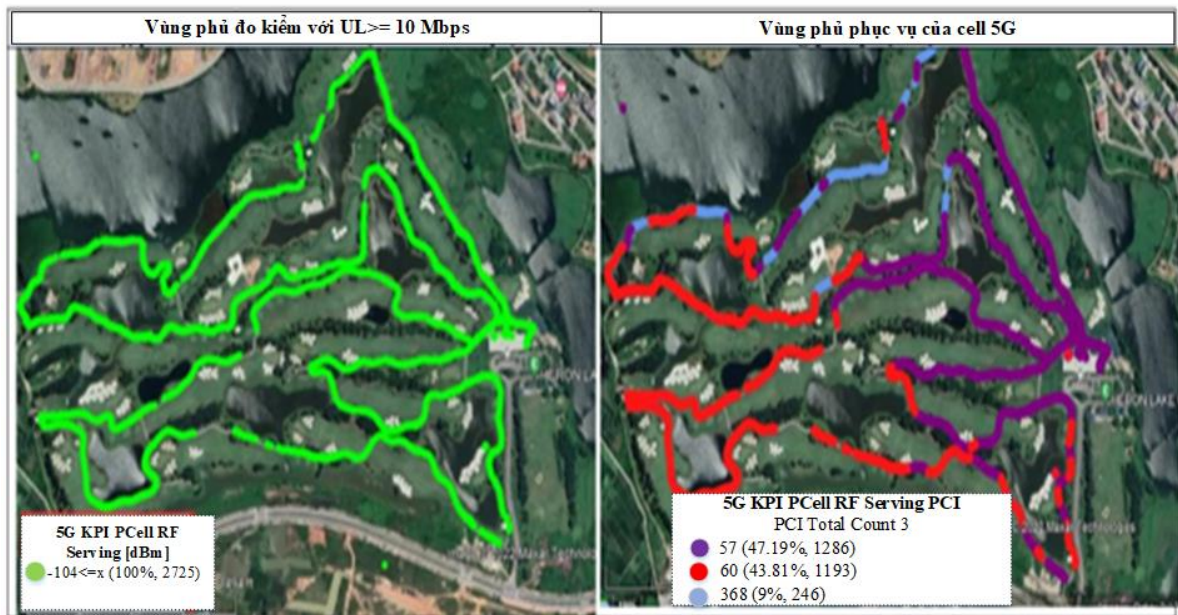 Vùng phủ đo kiểm với UL>= 10 Mbps
Vùng phủ phục vụ của cell 5G
5G KPI PCell RF
Serving [dBm]
-104<=x (100%, 2725)
5G KPI PCell RF Serving PCI
PCI Total Count 3
57 (47.19%, 1286)
60 (43.81%, 1193)
368 (9%, 246)
LAKE
Technologies